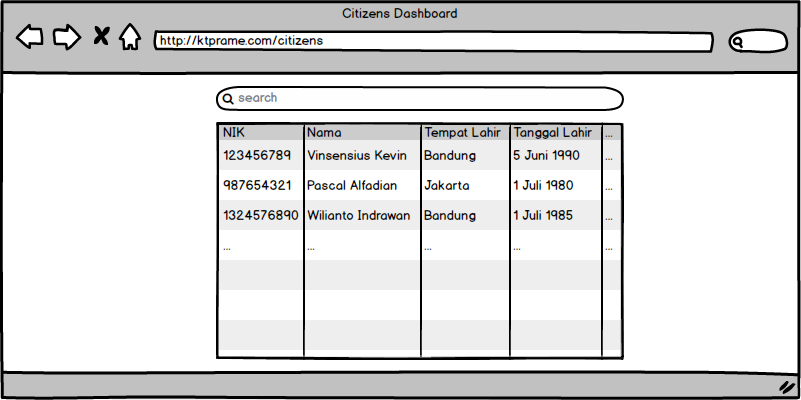 Citizens Dashboard
http://ktprame.com/citizens
search
NIK Nama Tempat Lahir Tanggal Lahir ...
123456789 Vinsensius Kevin Bandung 5 Juni 1990 ...
987654321 Pascal Alfadian Jakarta 1 Juli 1980 ...
1324576890 Wilianto Indrawan Bandung 1 Juli 1985 ...
... ... ... ... ...